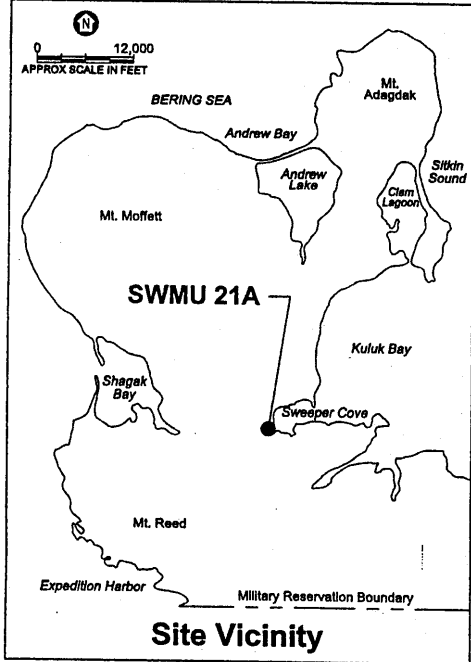 N
0 12,000
APPROX SCALE IN FEET
BERING SEA
Mt.
Adagdak
Andrew Bay
Andrew
Lake
Sitkin
Sound
Clam
Lagoon
Mt. Moffett
SWMU 21A
Kuluk Bay
Shagak
Bay
Sweeper Cove
Mt. Reed
Expedition Harbor
Military Reservation Boundary
Site Vicinity